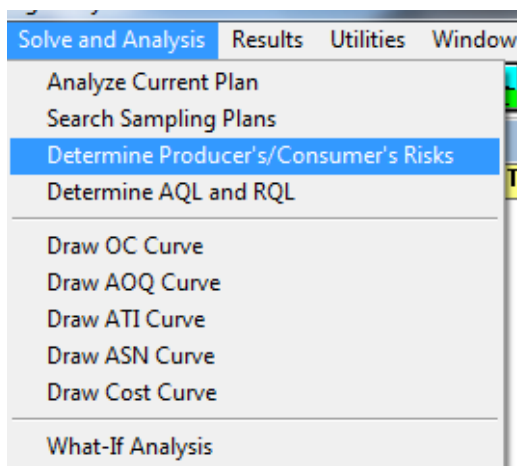 Solve and Analysis Results Utilities Window
Analyze Current Plan
Search Sampling Plans
Determine Producer's/Consumer's Risks
Determine AQL and RQL
Draw OC Curve
Draw AOQ Curve
Draw ATI Curve
Draw ASN Curve
Draw Cost Curve
What-If Analysis